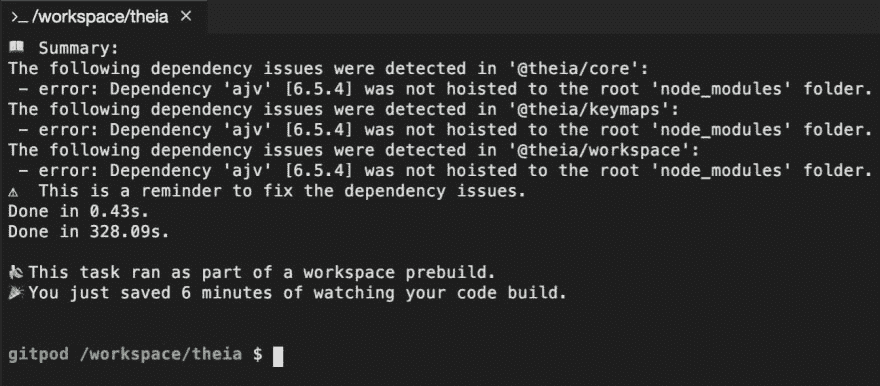 >_ /workspace/theia ×
📖 Summary:
The following dependency issues were detected in '@theia/core':
 - error: Dependency 'ajv' [6.5.4] was not hoisted to the root 'node_modules' folder.
The following dependency issues were detected in '@theia/keymaps':
 - error: Dependency 'ajv' [6.5.4] was not hoisted to the root 'node_modules' folder.
The following dependency issues were detected in '@theia/workspace':
 - error: Dependency 'ajv' [6.5.4] was not hoisted to the root 'node_modules' folder.
⚠ This is a reminder to fix the dependency issues.
Done in 0.43s.
Done in 328.09s.
This task ran as part of a workspace prebuild.
🎉 You just saved 6 minutes of watching your code build.
gitpod /workspace/theia $